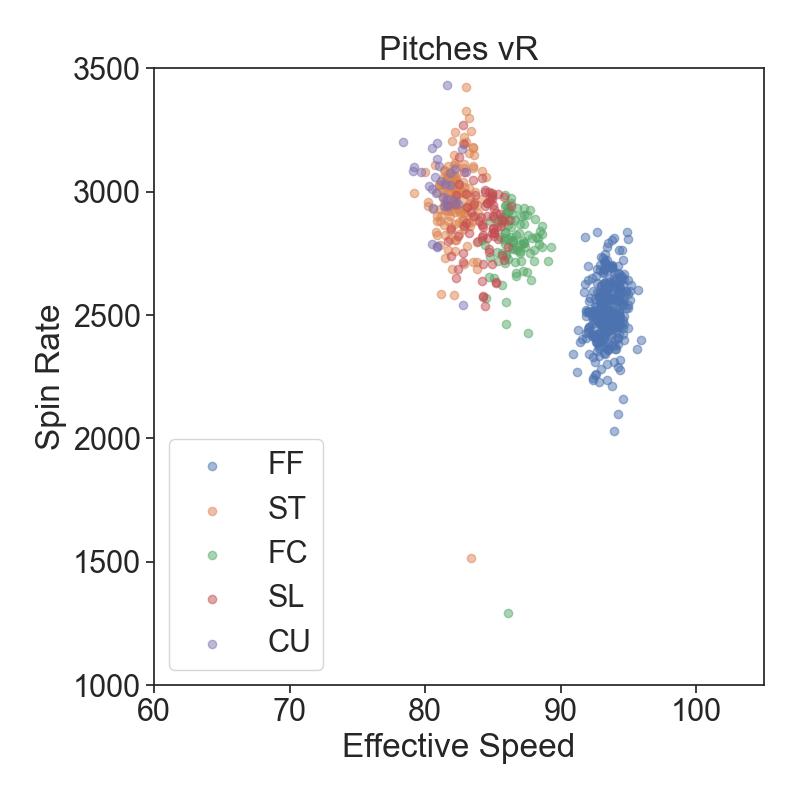 Pitches vR
3500
3000
2500
2000
1500
1000
Spin Rate
FF
ST
FC
SL
CU
60 70 80 90 100
Effective Speed